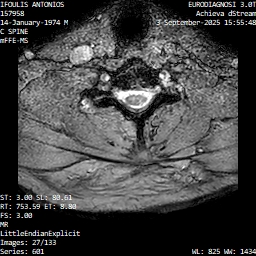 IFOULIS ANTONIOS
157958
14-January-1974 M
C SPINE
mFFE-MS
EURODIAGNOSI 3.0T
Achieva dStream
3-September-2025 15:55:48
ST: 3.00 SL: 80.61
RT: 753.59 ET: 8.80
FS: 3.00
MR
LittleEndianExplicit
Images: 27/133
Series: 601
WL: 825 WW: 1434